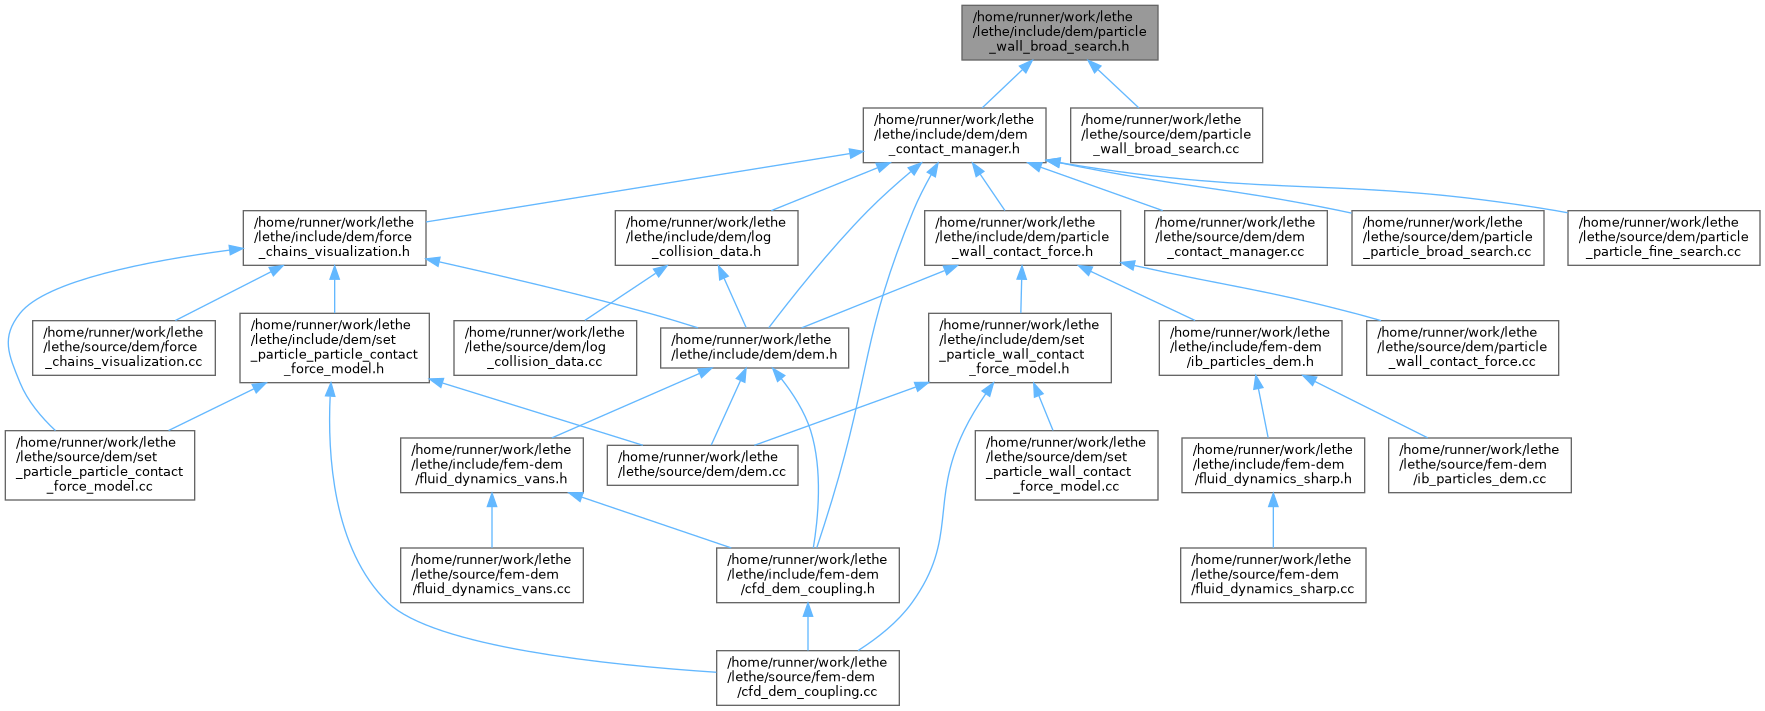 /home/runner/work/lethe
/lethe/include/dem/particle
_wall_broad_search.h
/home/runner/work/lethe
/lethe/include/dem/dem
_contact_manager.h
/home/runner/work/lethe
/lethe/source/dem/particle
_wall_broad_search.cc
/home/runner/work/lethe
/lethe/include/dem/force
_chains_visualization.h
/home/runner/work/lethe
/lethe/include/dem/log
_collision_data.h
/home/runner/work/lethe
/lethe/include/dem/particle
_wall_contact_force.h
/home/runner/work/lethe
/lethe/source/dem/dem
_contact_manager.cc
/home/runner/work/lethe
/lethe/source/dem/particle
_particle_broad_search.cc
/home/runner/work/lethe
/lethe/source/dem/particle
_particle_fine_search.cc
/home/runner/work/lethe
/lethe/source/dem/force
_chains_visualization.cc
/home/runner/work/lethe
/lethe/include/dem/set
_particle_particle_contact
_force_model.h
/home/runner/work/lethe
/lethe/source/dem/log
_collision_data.cc
/home/runner/work/lethe
/lethe/include/dem/dem.h
/home/runner/work/lethe
/lethe/include/dem/set
_particle_wall_contact
_force_model.h
/home/runner/work/lethe
/lethe/include/fem-dem
/ib_particles_dem.h
/home/runner/work/lethe
/lethe/source/dem/particle
_wall_contact_force.cc
/home/runner/work/lethe
/lethe/source/dem/set
_particle_particle_contact
_force_model.cc
/home/runner/work/lethe
/lethe/include/fem-dem
/fluid_dynamics_vans.h
/home/runner/work/lethe
/lethe/source/dem/dem.cc
/home/runner/work/lethe
/lethe/source/dem/set
_particle_wall_contact
_force_model.cc
/home/runner/work/lethe
/lethe/include/fem-dem
/fluid_dynamics_sharp.h
/home/runner/work/lethe
/lethe/source/fem-dem
/ib_particles_dem.cc
/home/runner/work/lethe
/lethe/source/fem-dem
/fluid_dynamics_vans.cc
/home/runner/work/lethe
/lethe/include/fem-dem
/cfd_dem_coupling.h
/home/runner/work/lethe
/lethe/source/fem-dem
/fluid_dynamics_sharp.cc
/home/runner/work/lethe
/lethe/source/fem-dem
/cfd_dem_coupling.cc